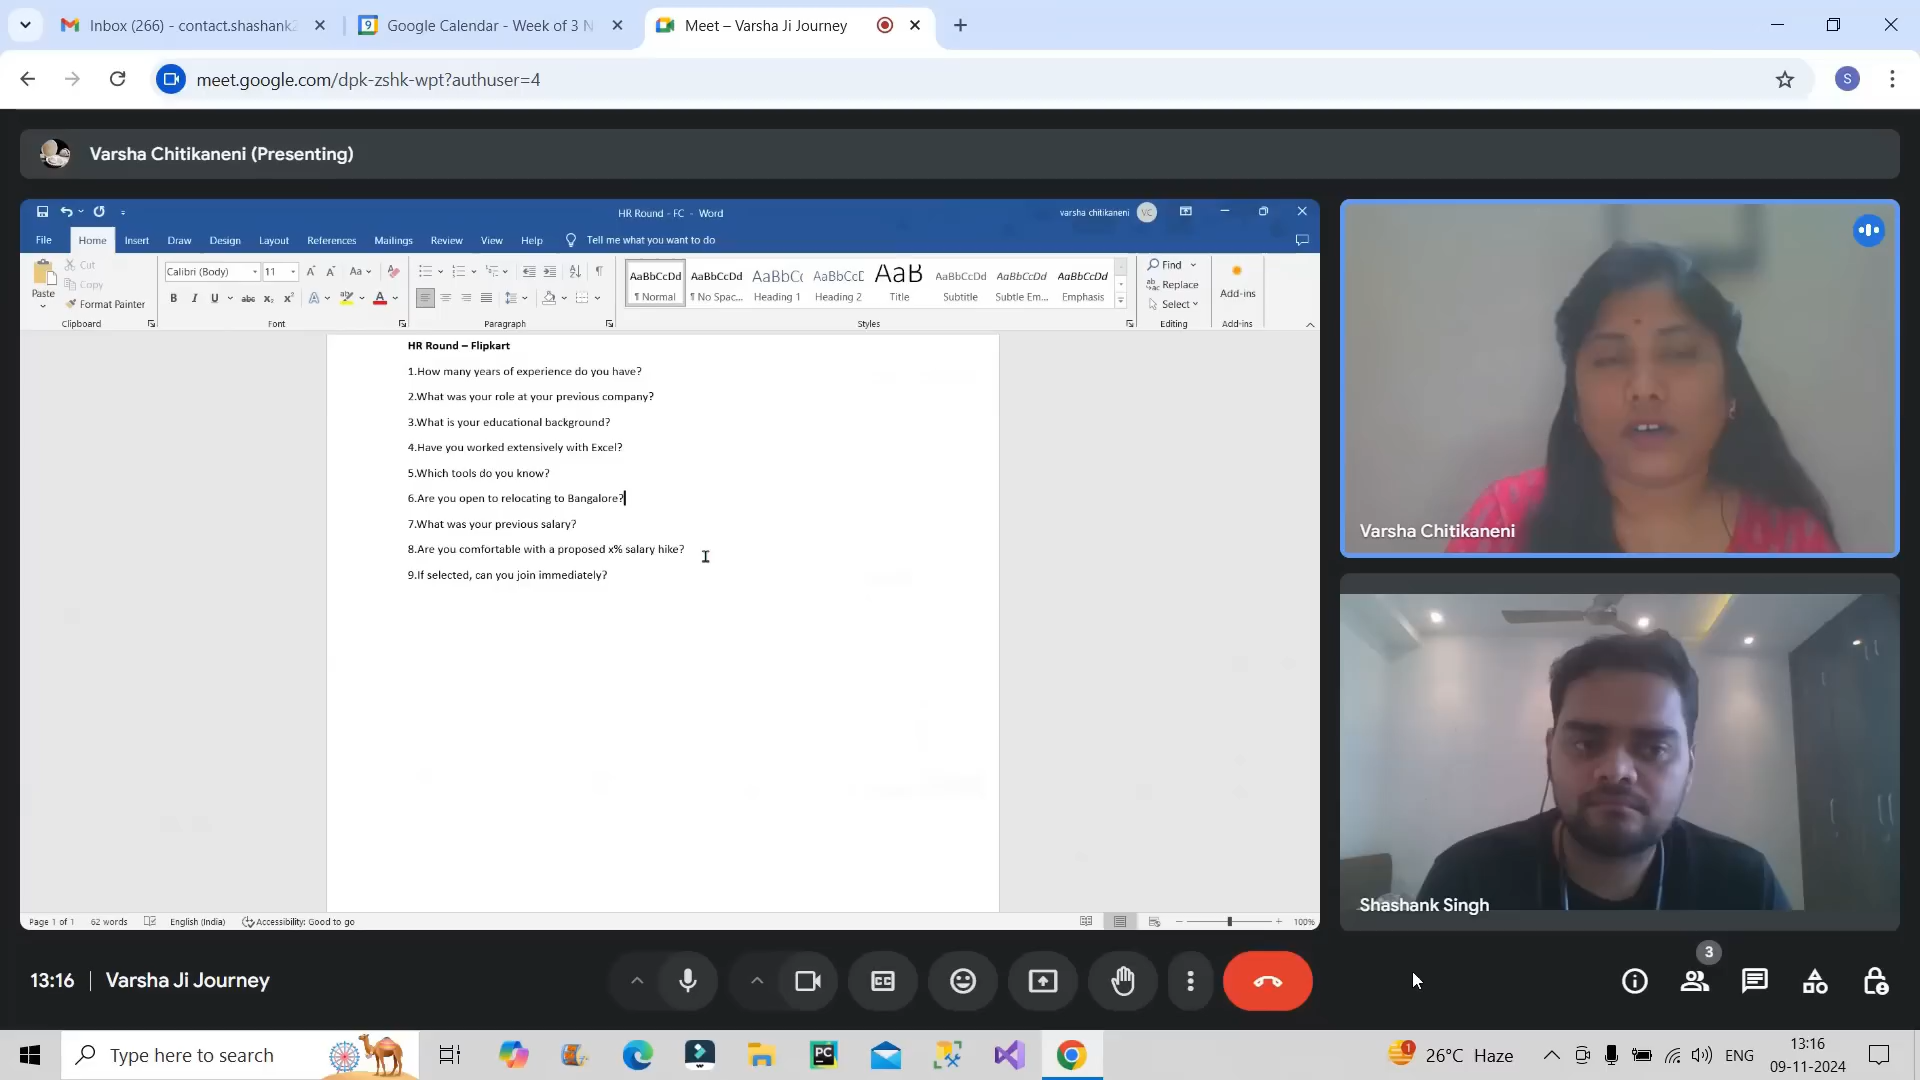 Inbox (266) - contact.shashank
Google Calendar - Week of 3 N
Meet – Varsha Ji Journey
meet.google.com/dpk-zshk-wpt?authuser=4
S
Varsha Chitikaneni (Presenting)
HR Round - FC - Word
varsha chitikaneni
VC
File Home Insert Draw Design Layout References Mailings Review View Help Tell me what you want to do
Paste
Cut
Copy
Format Painter
Clipboard
Calibri (Body) 11
Font
Paragraph
AaBbCcDd AaBbCcDd AaBbCc AaBbCcD AaB AaBbCcDd AaBbCcDd AaBbCcDd
¶ Normal ¶ No Spac... Heading 1 Heading 2 Title Subtitle Subtle Em... Emphasis
Styles
Find
Replace
Select
Editing
Add-ins
Add-ins
HR Round – Flipkart
1.How many years of experience do you have?
2.What was your role at your previous company?
3.What is your educational background?
4.Have you worked extensively with Excel?
5.Which tools do you know?
6.Are you open to relocating to Bangalore?
7.What was your previous salary?
8.Are you comfortable with a proposed x% salary hike?
9.If selected, can you join immediately?
Page 1 of 1 62 words English (India) Accessibility: Good to go 100%
Varsha Chitikaneni
Shashank Singh
13:16 | Varsha Ji Journey
3
Type here to search
26°C Haze
ENG
13:16
09-11-2024